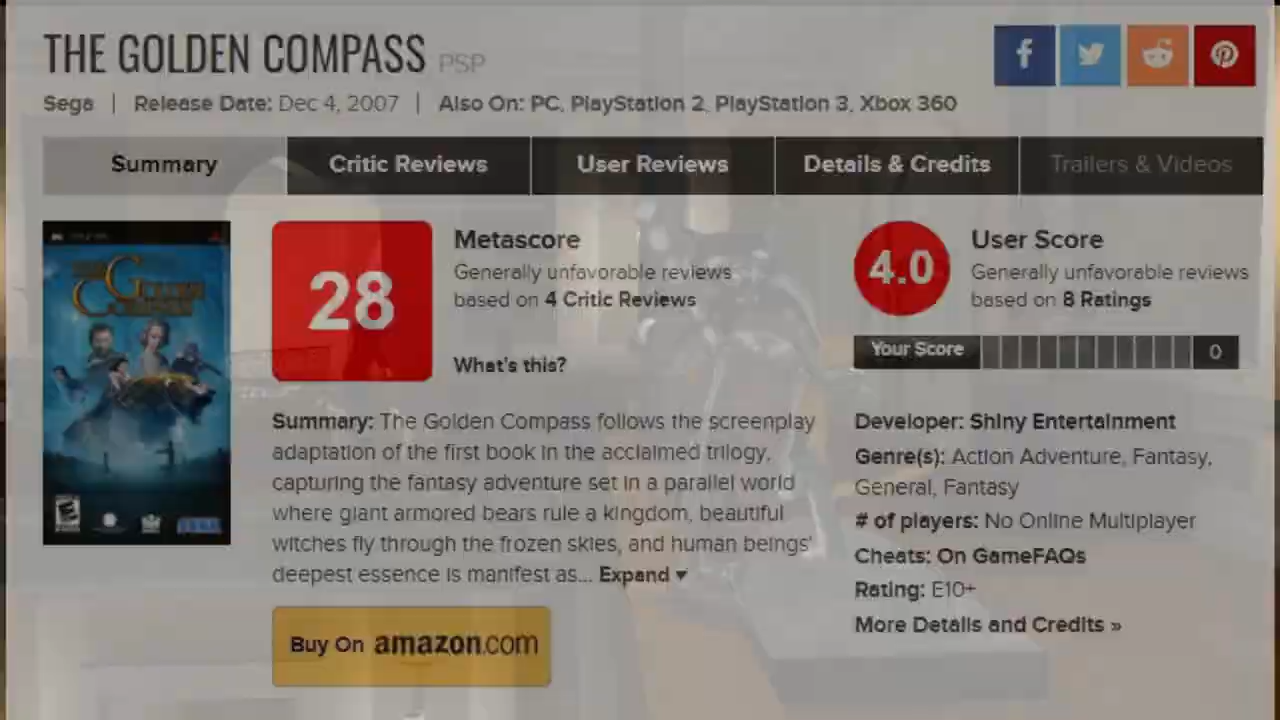 THE GOLDEN COMPASS PSP
Sega | Release Date: Dec 4, 2007 | Also On: PC, PlayStation 2, PlayStation 3, Xbox 360
Summary
Critic Reviews
User Reviews
Details & Credits
Trailers & Videos
THE
GOLDEN
COMPASS
SEGA
28
Metascore
Generally unfavorable reviews
based on 4 Critic Reviews
What's this?
4.0
User Score
Generally unfavorable reviews
based on 8 Ratings
Your Score
0
Summary: The Golden Compass follows the screenplay
adaptation of the first book in the acclaimed trilogy,
capturing the fantasy adventure set in a parallel world
where giant armored bears rule a kingdom, beautiful
witches fly through the frozen skies, and human beings'
deepest essence is manifest as... Expand ▾
Buy On amazon.com
Developer: Shiny Entertainment
Genre(s): Action Adventure, Fantasy,
General, Fantasy
# of players: No Online Multiplayer
Cheats: On GameFAQs
Rating: E10+
More Details and Credits »